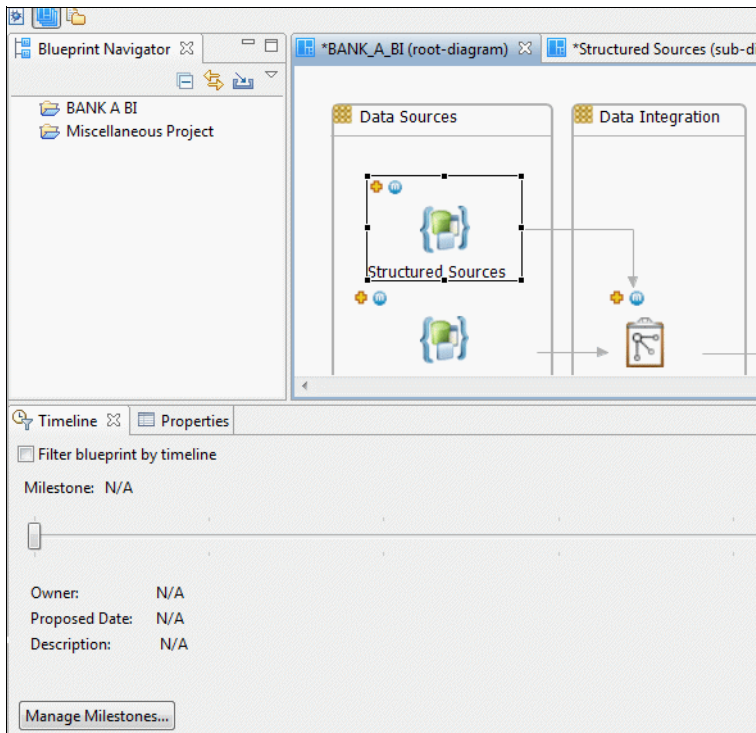 Blueprint Navigator
*BANK_A_BI (root-diagram)
*Structured Sources (sub-di
BANK A BI
Miscellaneous Project
Data Sources
Data Integration
Structured Sources
Timeline
Properties
Filter blueprint by timeline
Milestone: N/A
Owner: N/A
Proposed Date: N/A
Description: N/A
Manage Milestones...